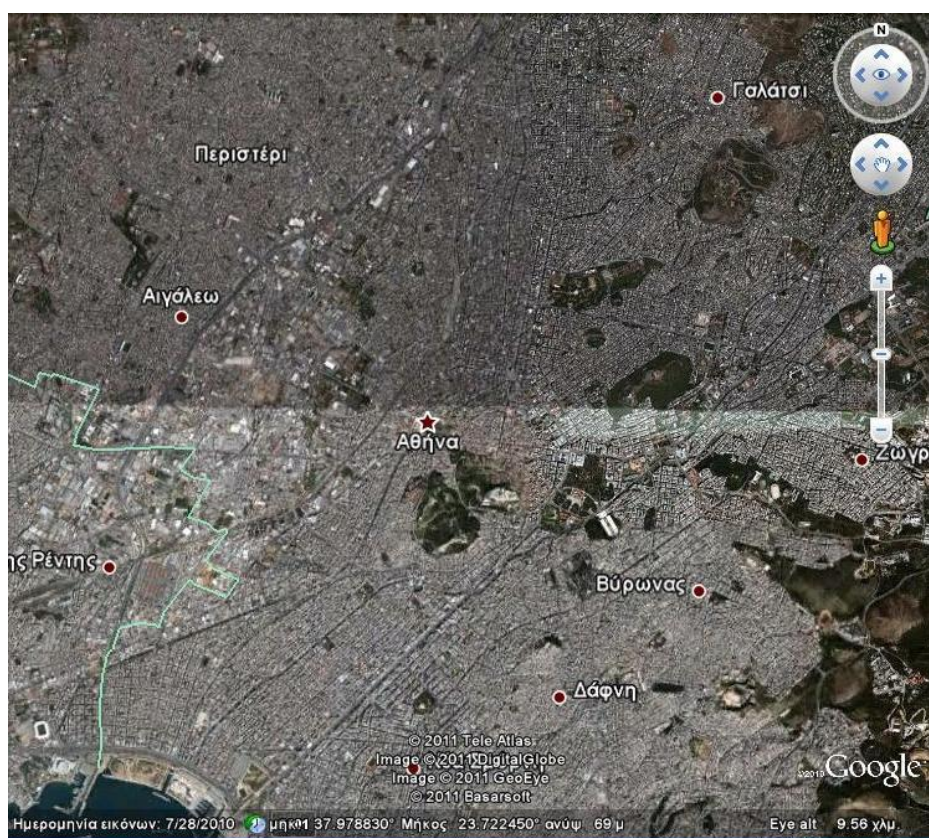 N
Γαλάτσι
Περιστέρι
Αιγάλεω
Αθήνα
Ζωγρ
ης Ρέντης
Βύρωνας
Δάφνη
© 2011 Tele Atlas
Image © 2011 DigitalGlobe
Image © 2011 GeoEye
© 2011 Basarsoft
©2010 Google
Ημερομηνία εικόνων: 7/28/2010 37.978830° Μήκος 23.722450° ανύψ 69 μ Eye alt 9.56 χλμ.